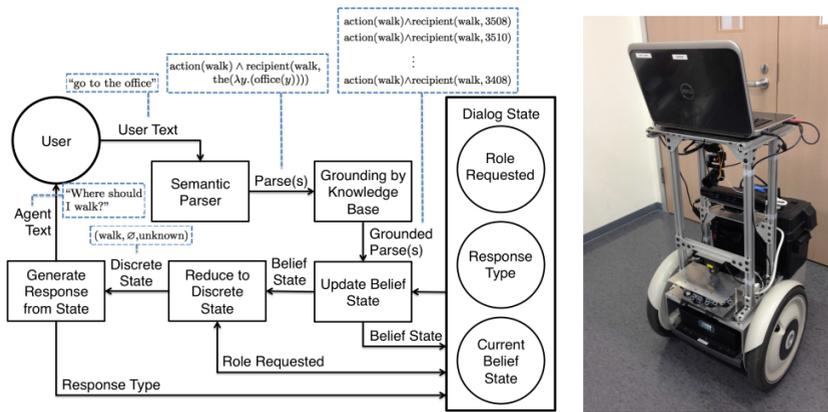 action(walk)∧recipient(walk, 3508)
action(walk)∧recipient(walk, 3510)
⋮
action(walk)∧recipient(walk, 3408)
action(walk) ∧ recipient(walk,
the(λy.(office(y))))
“go to the office”
User
User Text
Semantic
Parser
Parse(s)
Grounding by
Knowledge
Base
Dialog State
Role
Requested
“Where should
I walk?”
Agent
Text
Grounded
Parse(s)
(walk, ∅,unknown)
Generate
Response
from State
Discrete
State
Reduce to
Discrete
State
Belief
State
Update Belief
State
Response
Type
Belief State
Current
Belief
State
Role Requested
Response Type
DELL